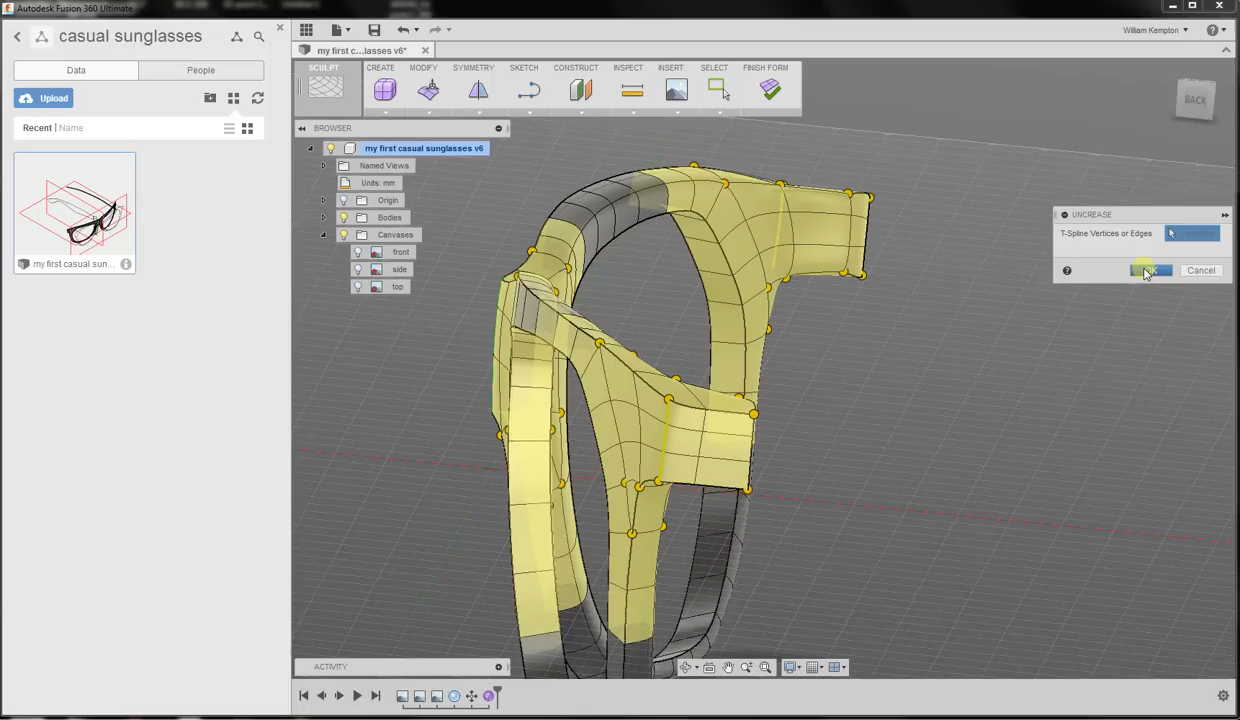 Autodesk Fusion 360 Ultimate
casual sunglasses
Data
People
Upload
Recent | Name
my first casual sun...
William Kempton
my first c...lasses v6*
SCULPT
CREATE
MODIFY
SYMMETRY
SKETCH
CONSTRUCT
INSPECT
INSERT
SELECT
FINISH FORM
BROWSER
my first casual sunglasses v6
Named Views
Units: mm
Origin
Bodies
Canvases
front
side
top
BACK
UNCREASE
T-Spline Vertices or Edges
Cancel
ACTIVITY